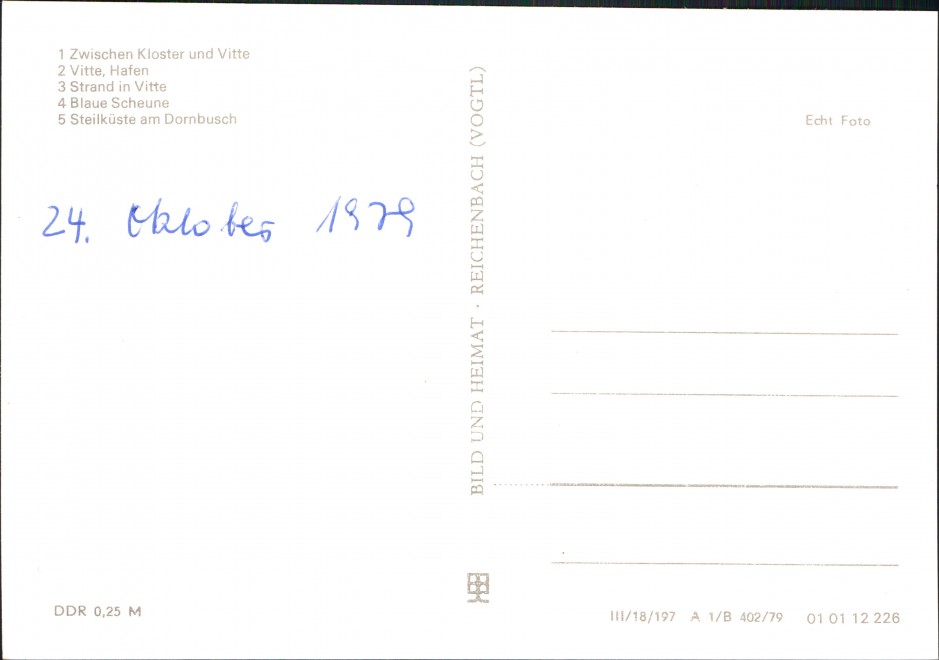 1 Zwischen Kloster und Vitte
2 Vitte, Hafen
3 Strand in Vitte
4 Blaue Scheune
5 Steilküste am Dornbusch
24. Oktober 1979
BILD UND HEIMAT · REICHENBACH (VOGTL)
Echt Foto
DDR 0,25 M
III/18/197 A 1/B 402/79 01 01 12 226